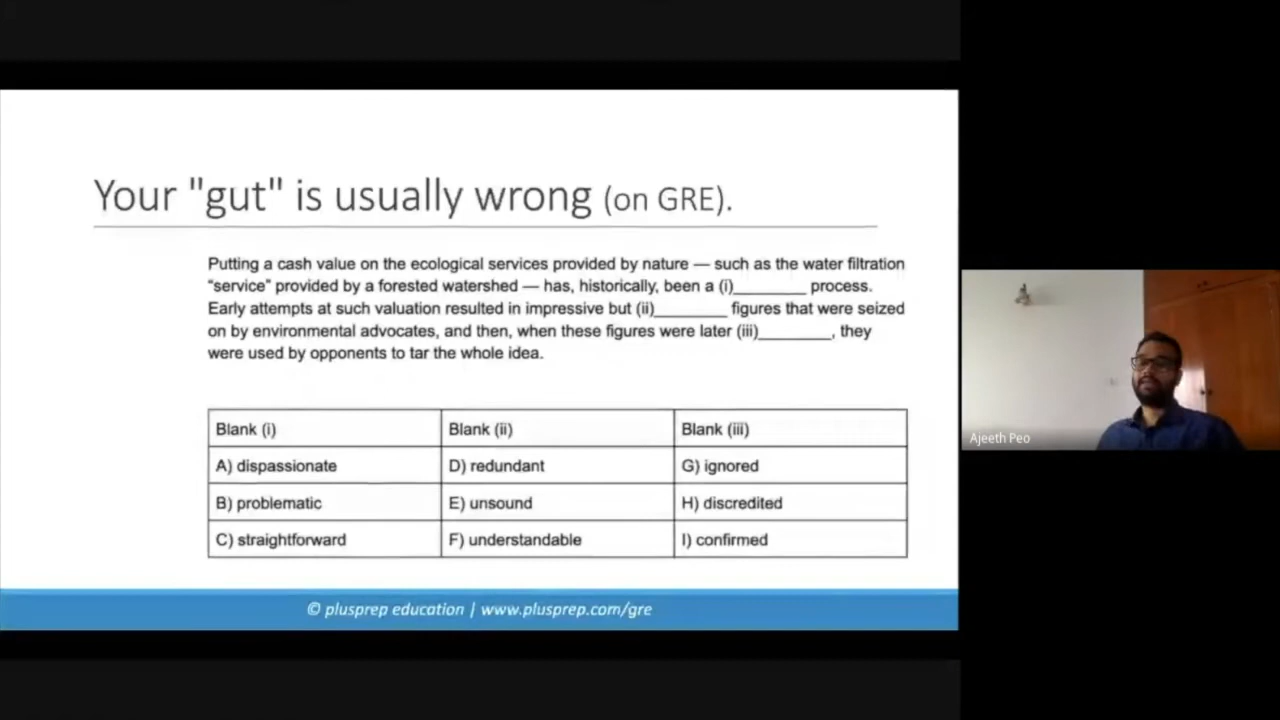 Your "gut" is usually wrong (on GRE).
Putting a cash value on the ecological services provided by nature — such as the water filtration
“service” provided by a forested watershed — has, historically, been a (i)________ process.
Early attempts at such valuation resulted in impressive but (ii)________ figures that were seized
on by environmental advocates, and then, when these figures were later (iii)________, they
were used by opponents to tar the whole idea.
Blank (i) Blank (ii) Blank (iii)
A) dispassionate D) redundant G) ignored
B) problematic E) unsound H) discredited
C) straightforward F) understandable I) confirmed
© plusprep education | www.plusprep.com/gre
Ajeeth Peo